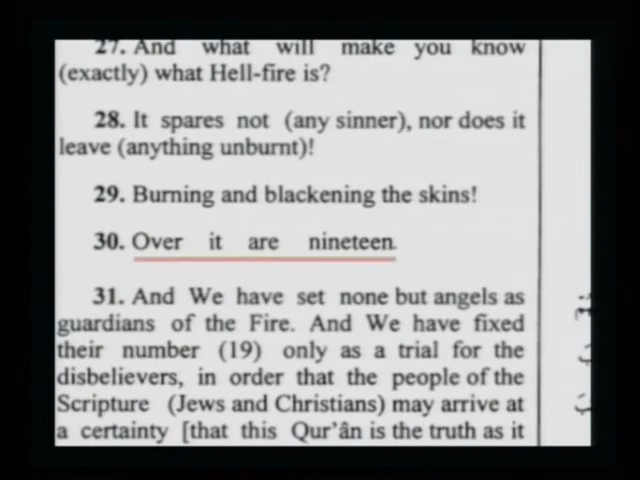 27. And what will make you know
(exactly) what Hell-fire is?
28. It spares not (any sinner), nor does it
leave (anything unburnt)!
29. Burning and blackening the skins!
30. Over it are nineteen.
31. And We have set none but angels as
guardians of the Fire. And We have fixed
their number (19) only as a trial for the
disbelievers, in order that the people of the
Scripture (Jews and Christians) may arrive at
a certainty [that this Qur’ân is the truth as it